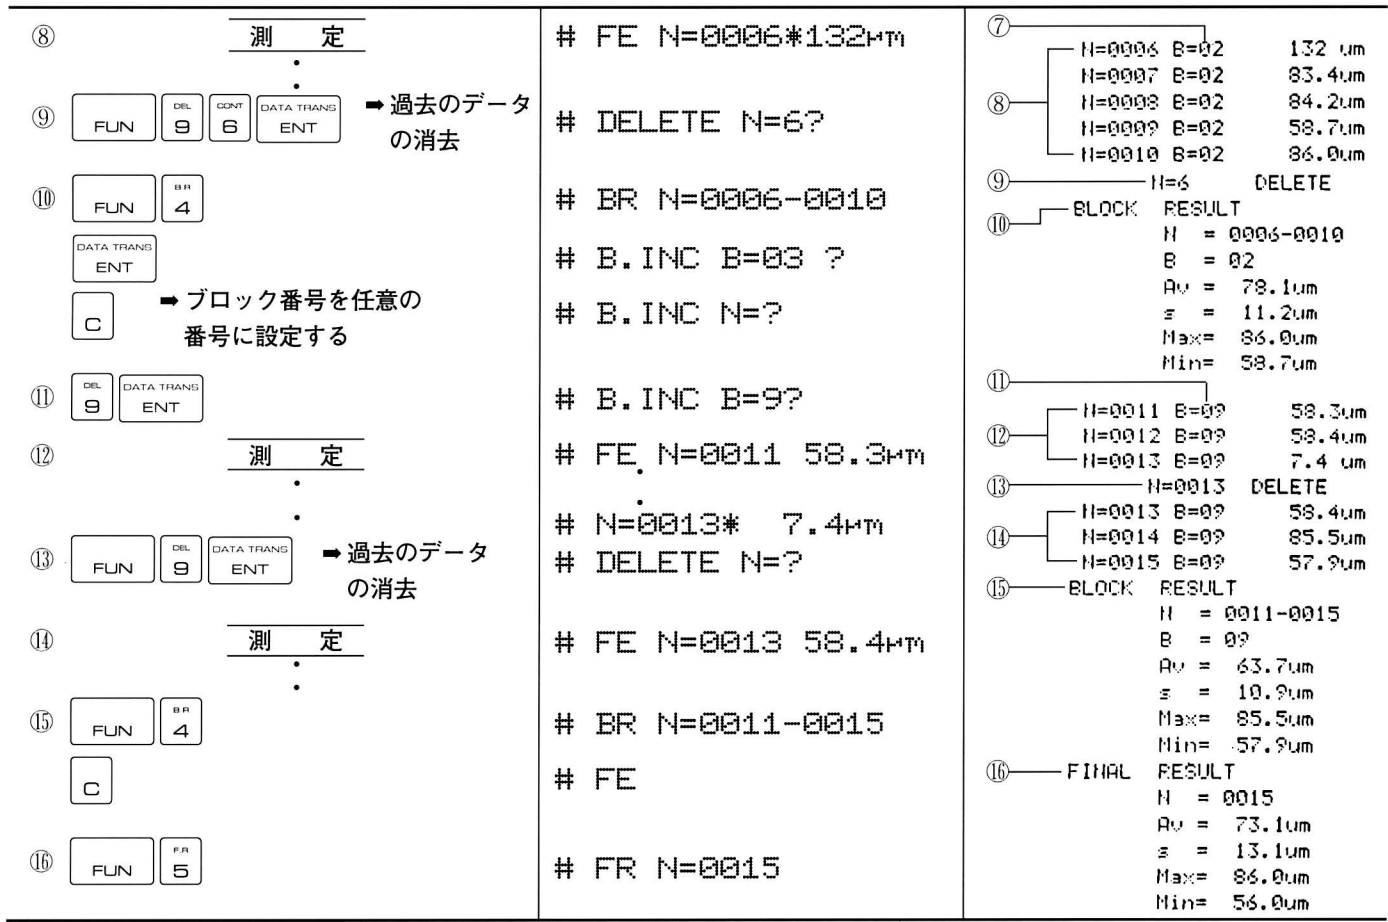 ⑧ 測 定
⑨ FUN DEL 9 CONT 6 DATA TRANS ENT ➡ 過去のデータ
の消去
⑩ FUN B R 4
DATA TRANS ENT
C ➡ ブロック番号を任意の
番号に設定する
⑪ DEL 9 DATA TRANS ENT
⑫ 測 定
⑬ FUN DEL 9 DATA TRANS ENT ➡ 過去のデータ
の消去
⑭ 測 定
⑮ FUN B R 4
C
⑯ FUN F.R 5
# FE N=0006*132μm
# DELETE N=6?
# BR N=0006-0010
# B.INC B=03 ?
# B.INC N=?
# B.INC B=9?
# FE N=0011 58.3μm
# N=0013* 7.4μm
# DELETE N=?
# FE N=0013 58.4μm
# BR N=0011-0015
# FE
# FR N=0015
⑦
N=0006 B=02 132 um
N=0007 B=02 83.4um
⑧ N=0008 B=02 84.2um
N=0009 B=02 58.7um
N=0010 B=02 86.0um
⑨ N=6 DELETE
⑩ BLOCK RESULT
N = 0006-0010
B = 02
Av = 78.1um
s = 11.2um
Max= 86.0um
Min= 58.7um
⑪
N=0011 B=09 58.3um
⑫ N=0012 B=09 58.4um
N=0013 B=09 7.4 um
⑬ N=0013 DELETE
N=0013 B=09 58.4um
⑭ N=0014 B=09 85.5um
N=0015 B=09 57.9um
⑮ BLOCK RESULT
N = 0011-0015
B = 09
Av = 63.7um
s = 10.9um
Max= 85.5um
Min= 57.9um
⑯ FINAL RESULT
N = 0015
Av = 73.1um
s = 13.1um
Max= 86.0um
Min= 56.0um